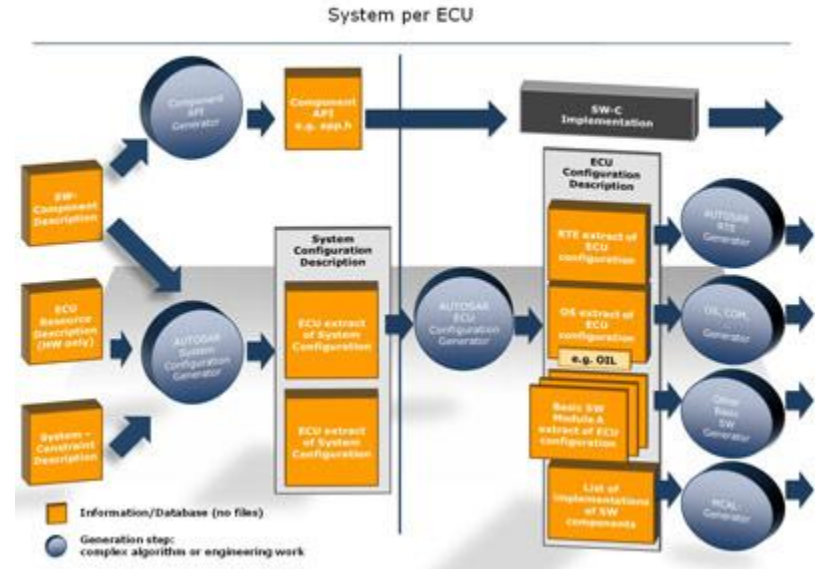 System per ECU
Component
API
Generator
Component
API
e.g. app.h
SW-C
Implementation
SW-
Component
Description
ECU
Resource
Description
(HW only)
System –
Constraint
Description
AUTOSAR
System
Configuration
Generator
System
Configuration
Description
ECU extract
of System
Configuration
ECU extract
of System
Configuration
AUTOSAR
ECU
Configuration
Generator
ECU
Configuration
Description
RTE extract of
ECU
configuration
OS extract of
ECU
configuration
e.g. OIL
Basic SW
Module A
extract of ECU
configuration
List of
implementations
of SW
components
AUTOSAR
RTE
Generator
OIL, COM,
...
Generator
Other
Basic
SW
Generator
MCAL-
Generator
Information/Database (no files)
Generation step:
complex algorithm or engineering work